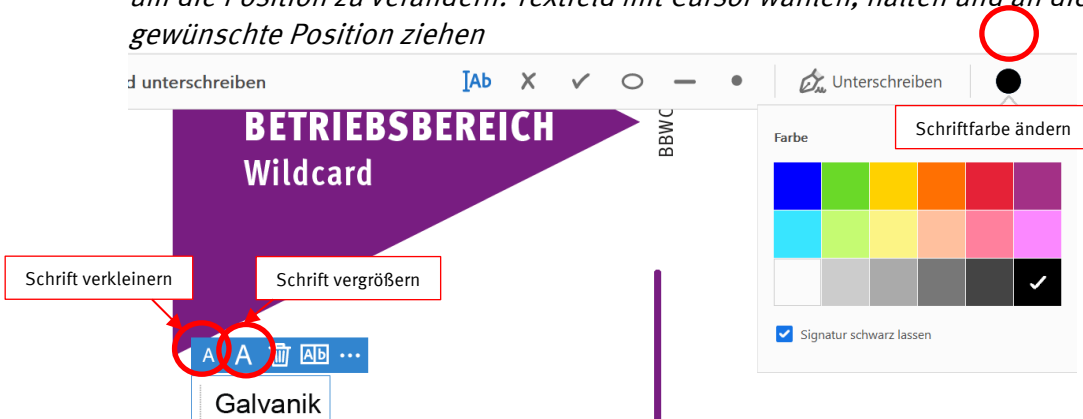 um die Position zu verändern: Textfeld mit Cursor wählen, halten und an die
gewünschte Position ziehen
d unterschreiben
Ab
Unterschreiben
BETRIEBSBEREICH
Wildcard
BBWC
Farbe
Schriftfarbe ändern
Schrift verkleinern
Schrift vergrößern
Signatur schwarz lassen
A A Ab ...
Galvanik